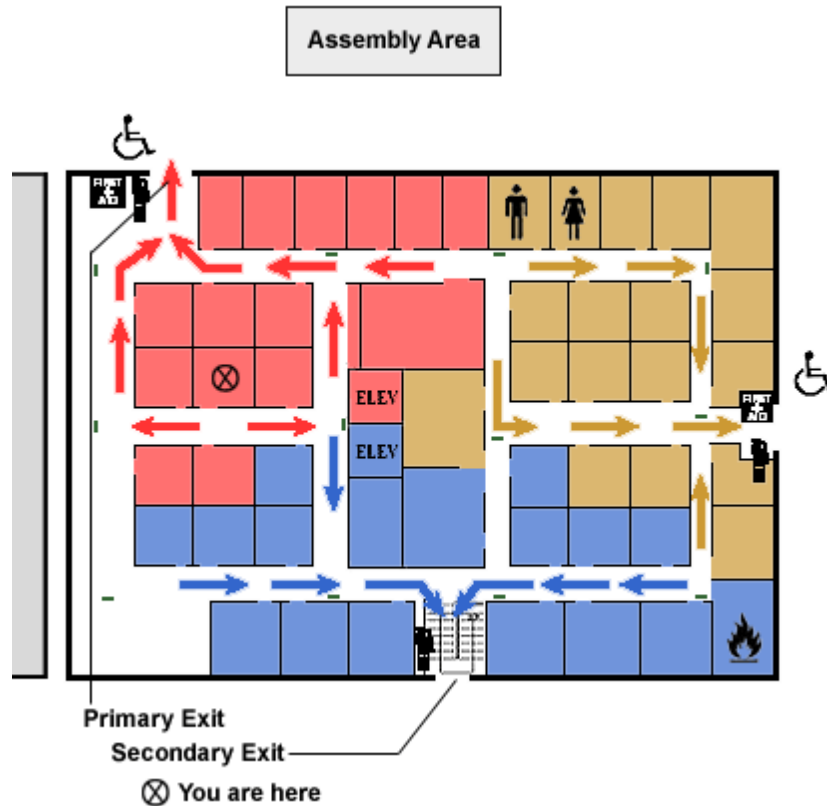 Assembly Area
FIRST
AID
ELEV
FIRST
AID
ELEV
Primary Exit
Secondary Exit
You are here